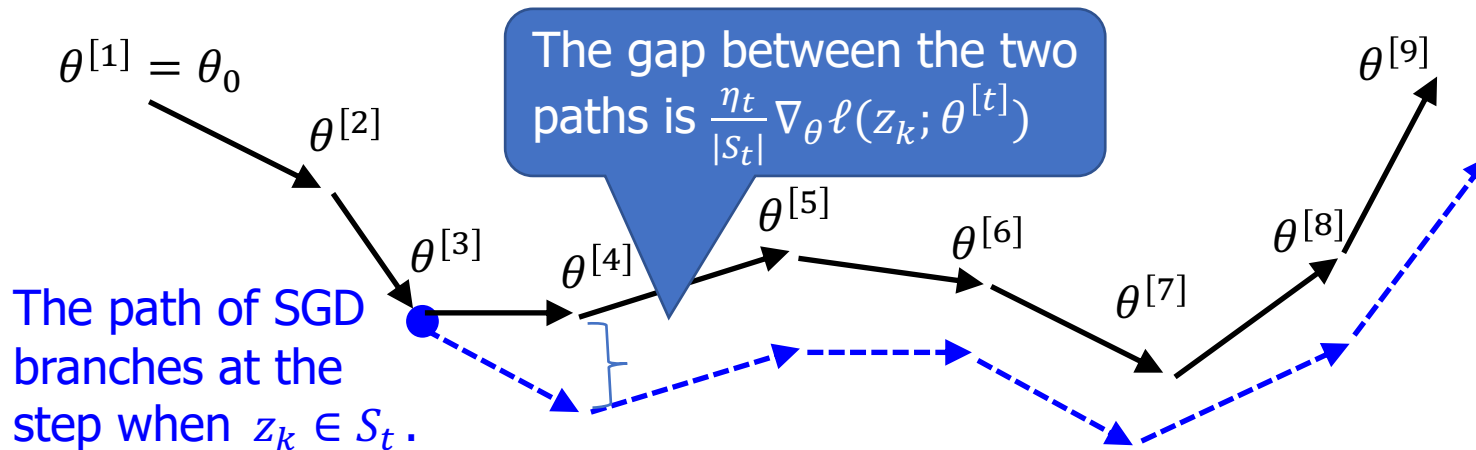 θ^[1] = θ_0
θ^[2]
θ^[3]
θ^[4]
The gap between the two
paths is η_t/|S_t| ∇_θ ℓ(z_k; θ^[t])
θ^[5]
θ^[6]
θ^[7]
θ^[8]
θ^[9]
The path of SGD
branches at the
step when z_k ∈ S_t.